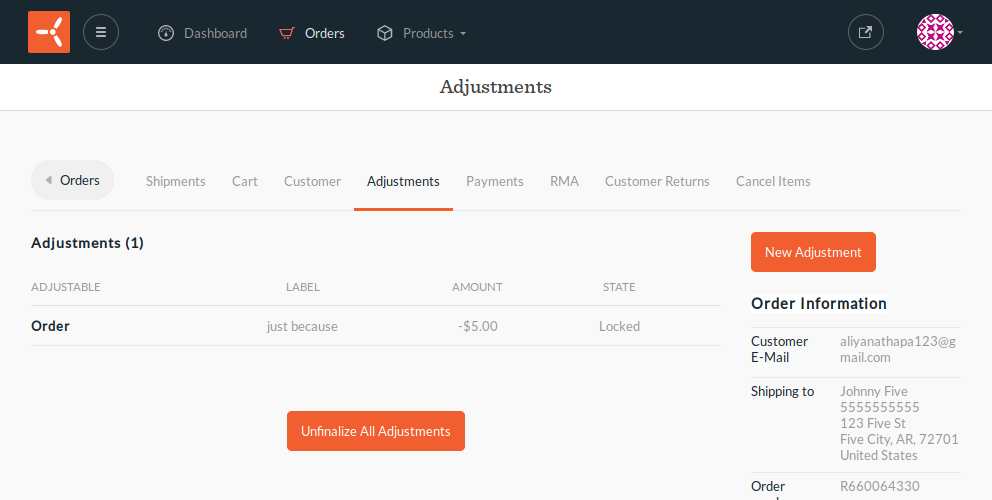 Dashboard
Orders
Products
Adjustments
Orders
Shipments
Cart
Customer
Adjustments
Payments
RMA
Customer Returns
Cancel Items
Adjustments (1)
New Adjustment
ADJUSTABLE LABEL AMOUNT STATE
Order just because -$5.00 Locked
Unfinalize All Adjustments
Order Information
Customer
E-Mail
aliyanathapa123@g
mail.com
Shipping to
Johnny Five
5555555555
123 Five St
Five City, AR, 72701
United States
Order
R660064330